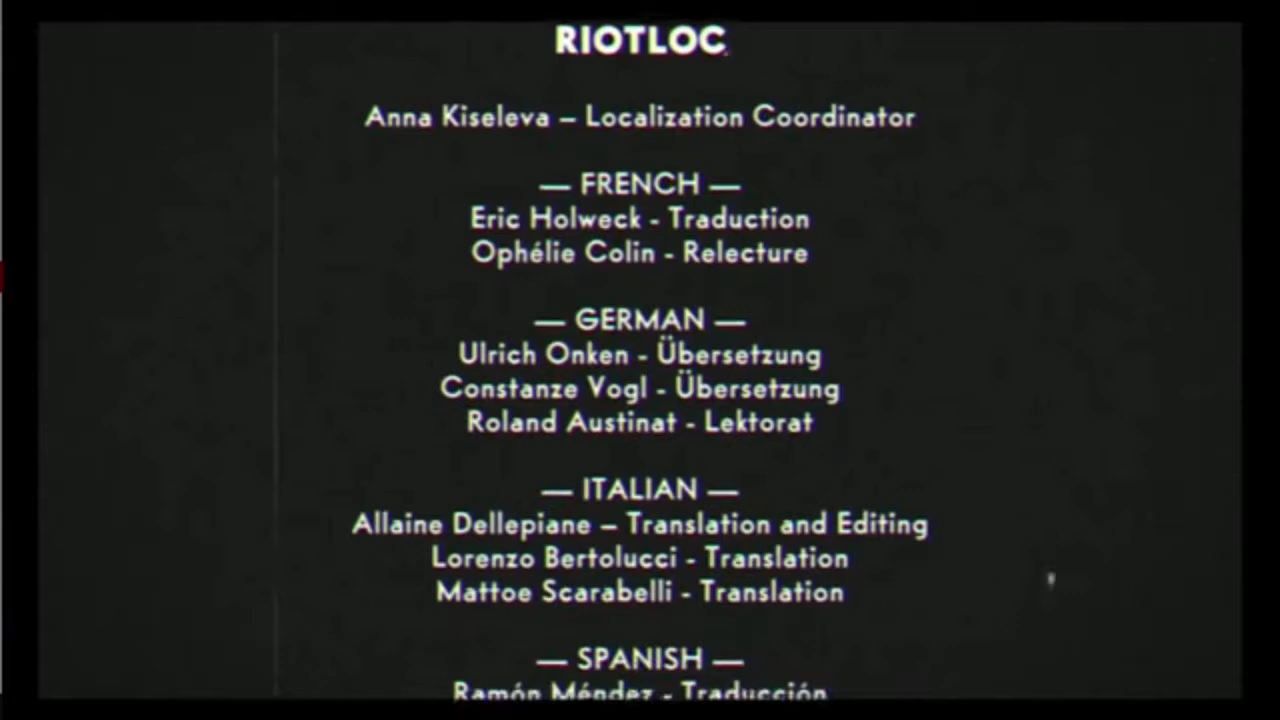 RIOTLOC
Anna Kiseleva – Localization Coordinator
— FRENCH —
Eric Holweck - Traduction
Ophélie Colin - Relecture
— GERMAN —
Ulrich Onken - Übersetzung
Constanze Vogl - Übersetzung
Roland Austinat - Lektorat
— ITALIAN —
Allaine Dellepiane – Translation and Editing
Lorenzo Bertolucci - Translation
Mattoe Scarabelli - Translation
— SPANISH —
Ramón Méndez - Traducción